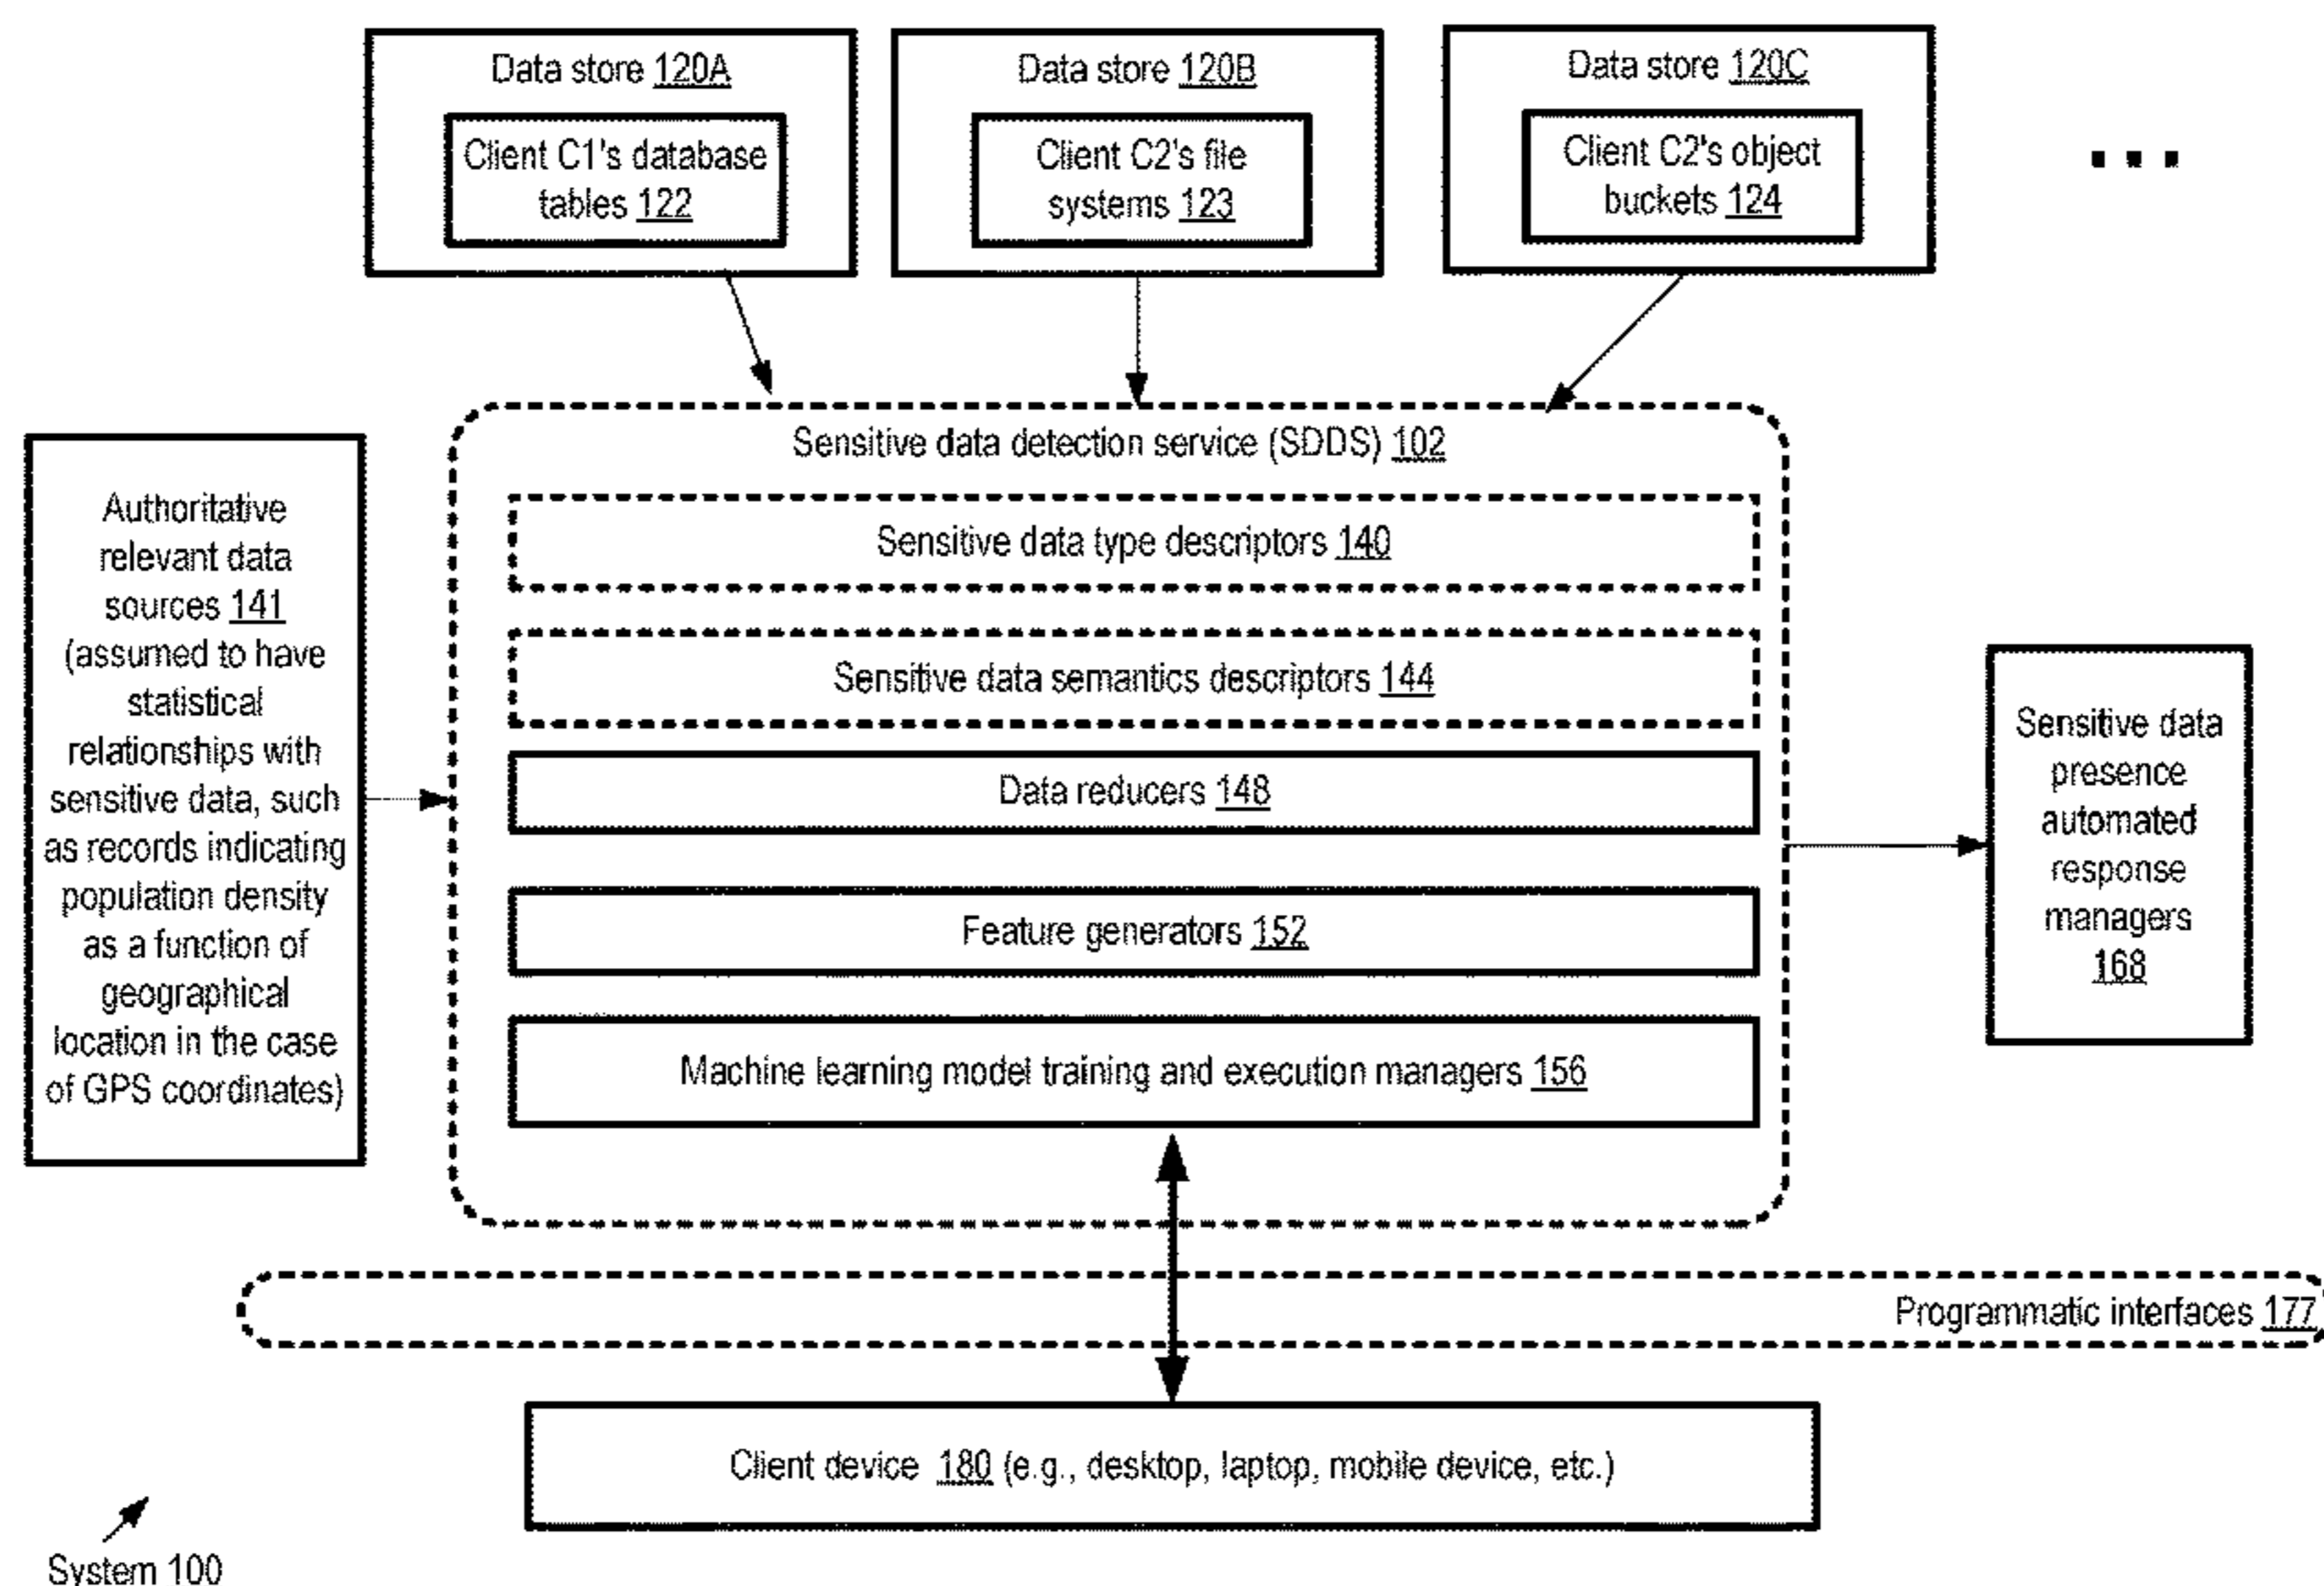 Data store 120A
Client C1's database
tables 122
Data store 120B
Client C2's file
systems 123
Data store 120C
Client C2's object
buckets 124
Authoritative
relevant data
sources 141
(assumed to have
statistical
relationships with
sensitive data, such
as records indicating
population density
as a function of
geographical
location in the case
of GPS coordinates)
Sensitive data detection service (SDDS) 102
Sensitive data type descriptors 140
Sensitive data semantics descriptors 144
Data reducers 148
Feature generators 152
Machine learning model training and execution managers 156
Sensitive data
presence
automated
response
managers
168
Programmatic interfaces 177
Client device 180 (e.g., desktop, laptop, mobile device, etc.)
System 100